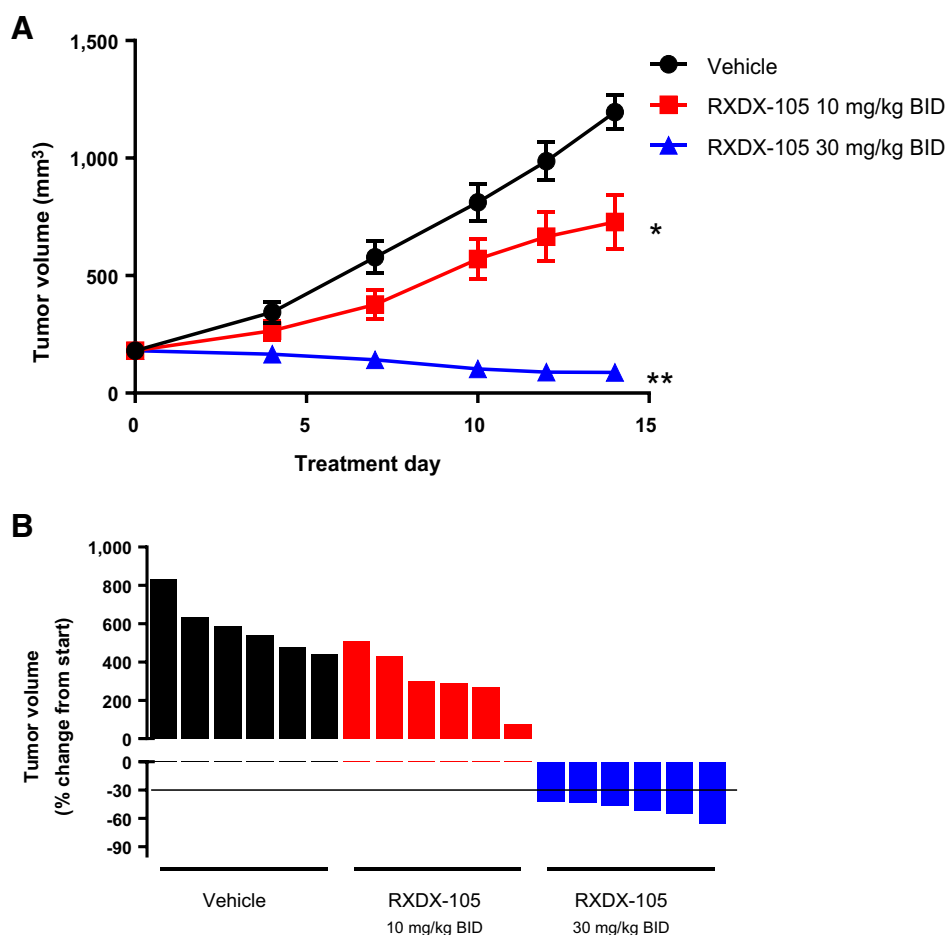 A
1,500
1,000
500
0
Tumor volume (mm³)
0
5
10
15
Treatment day
Vehicle
RXDX-105 10 mg/kg BID
RXDX-105 30 mg/kg BID
*
**
B
1,000
800
600
400
200
0
0
-30
-60
-90
Tumor volume
(% change from start)
Vehicle
RXDX-105
10 mg/kg BID
RXDX-105
30 mg/kg BID